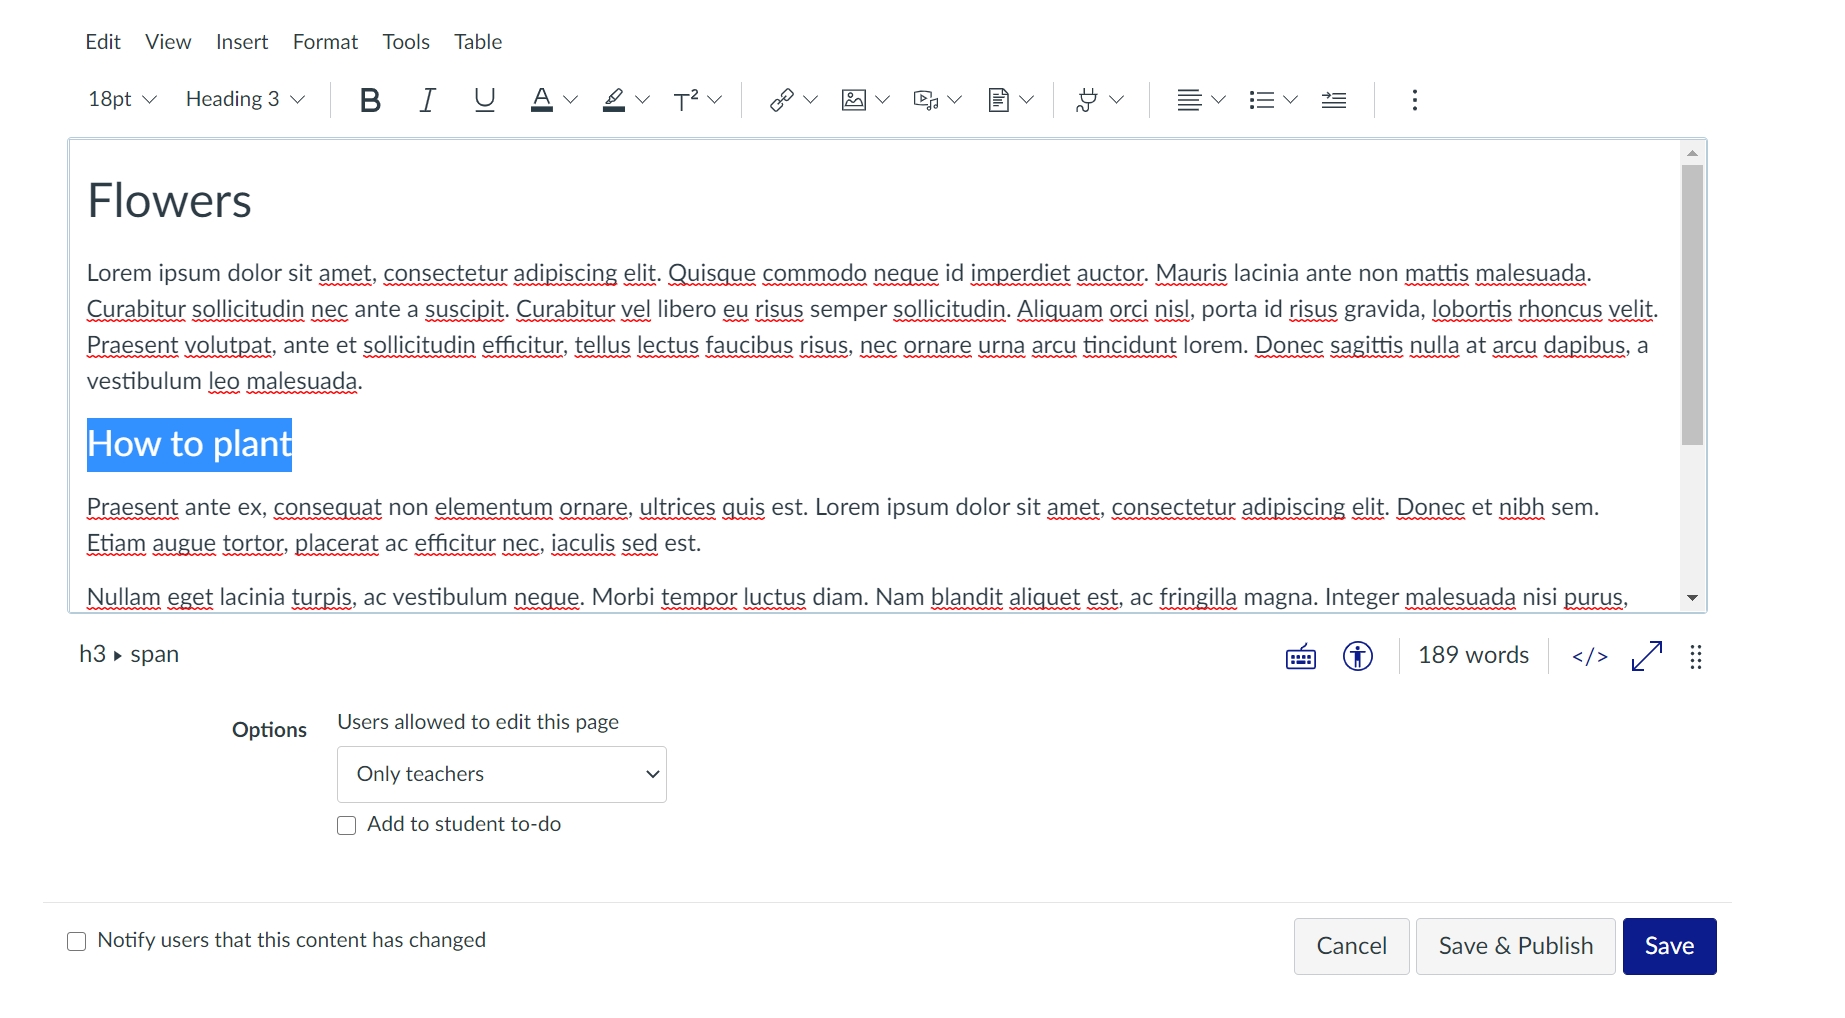 Edit View Insert Format Tools Table
18pt Heading 3 B I U A T²
Flowers
Lorem ipsum dolor sit amet, consectetur adipiscing elit. Quisque commodo neque id imperdiet auctor. Mauris lacinia ante non mattis malesuada.
Curabitur sollicitudin nec ante a suscipit. Curabitur vel libero eu risus semper sollicitudin. Aliquam orci nisl, porta id risus gravida, lobortis rhoncus velit.
Praesent volutpat, ante et sollicitudin efficitur, tellus lectus faucibus risus, nec ornare urna arcu tincidunt lorem. Donec sagittis nulla at arcu dapibus, a
vestibulum leo malesuada.
How to plant
Praesent ante ex, consequat non elementum ornare, ultrices quis est. Lorem ipsum dolor sit amet, consectetur adipiscing elit. Donec et nibh sem.
Etiam augue tortor, placerat ac efficitur nec, iaculis sed est.
Nullam eget lacinia turpis, ac vestibulum neque. Morbi tempor luctus diam. Nam blandit aliquet est, ac fringilla magna. Integer malesuada nisi purus,
h3 ▸ span 189 words </>
Options Users allowed to edit this page
Only teachers
Add to student to-do
Notify users that this content has changed Cancel Save & Publish Save